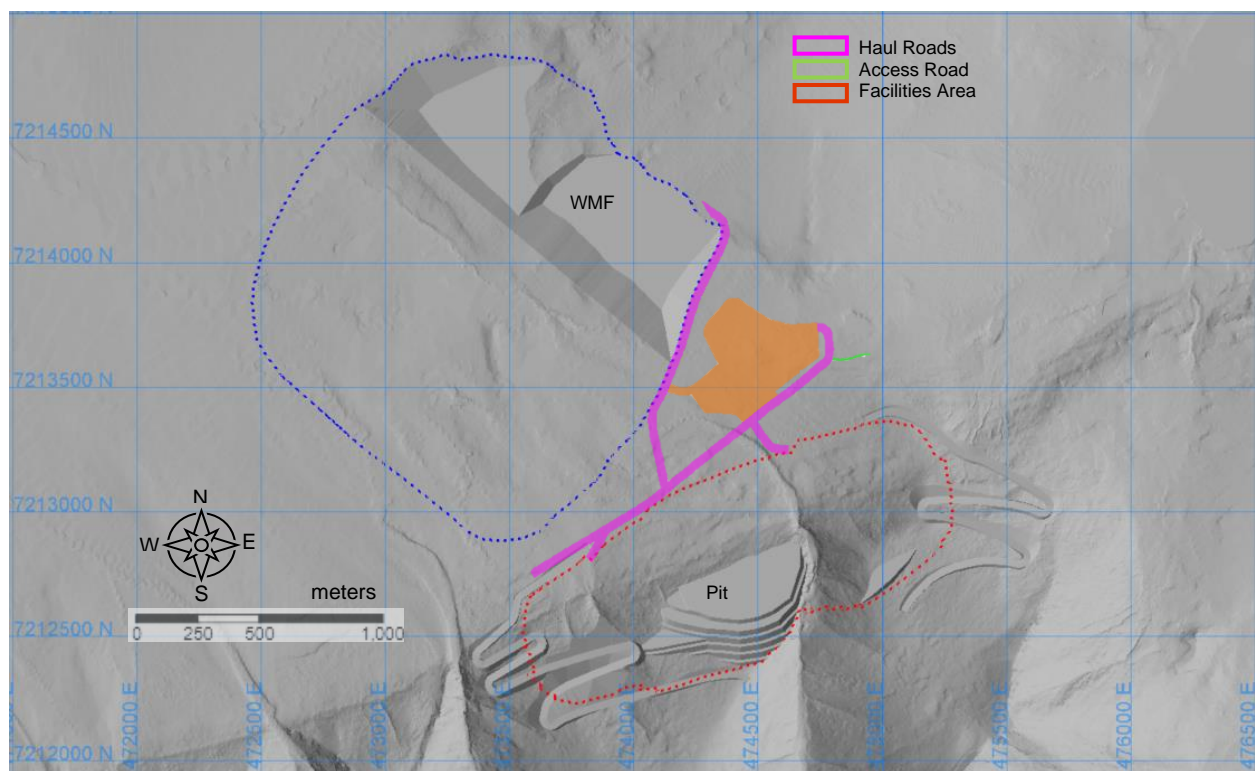 Haul Roads
Access Road
Facilities Area
7214500 N
WMF
7214000 N
7213500 N
7213000 N
N
W
E
S
meters
0 250 500 1,000
Pit
7212500 N
7212000 N
472000 E
472500 E
473000 E
474000 E
474500 E
475500 E
476000 E
476500 E